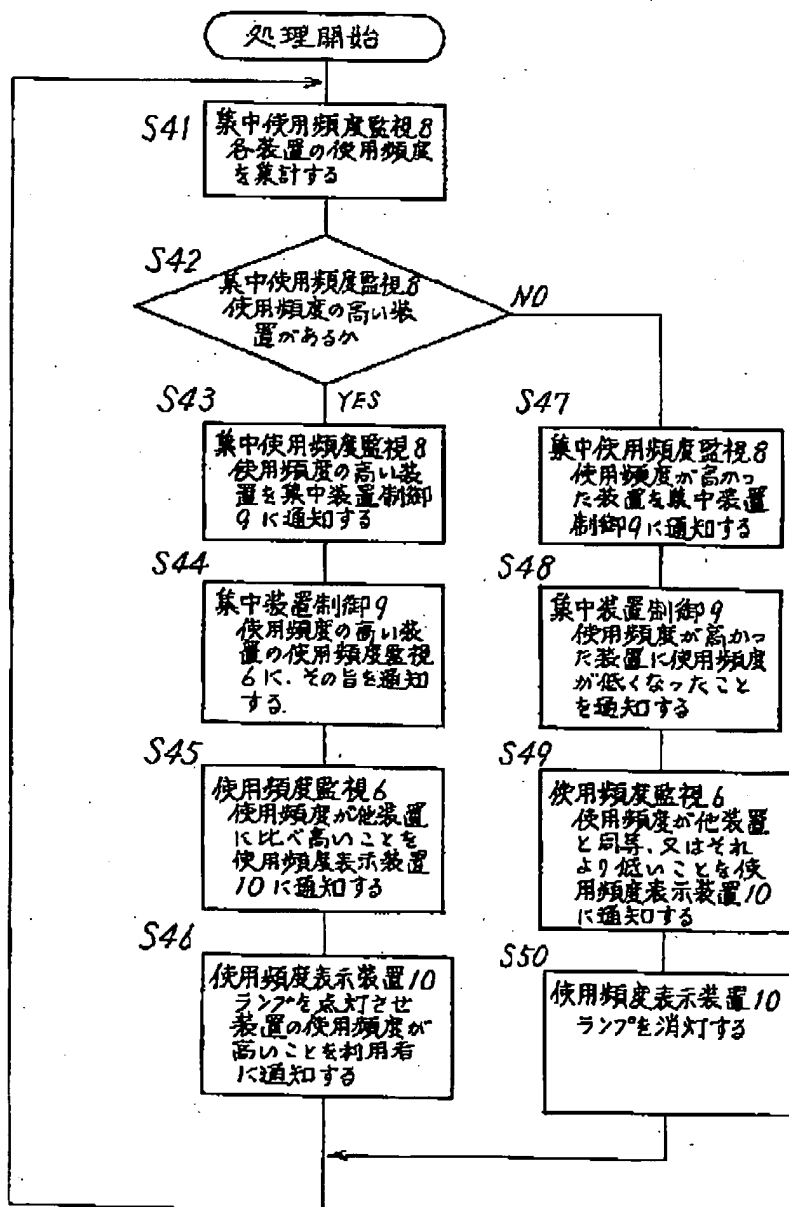 処理開始
S41
集中使用頻度監視8
各装置の使用頻度
を集計する
S42
集中使用頻度監視8
使用頻度の高い装
置があるか
NO
YES
S43
集中使用頻度監視8
使用頻度の高い装
置を集中装置制御
9に通知する
S44
集中装置制御9
使用頻度の高い装
置の使用頻度監視
6に、その旨を通知
する
S45
使用頻度監視6
使用頻度が他装置
に比べ高いことを
使用頻度表示装置
10に通知する
S46
使用頻度表示装置10
ランプを点灯させ
装置の使用頻度が
高いことを利用者
に通知する
S47
集中使用頻度監視8
使用頻度が高かっ
た装置を集中装置
制御9に通知する
S48
集中装置制御9
使用頻度が高かっ
た装置に使用頻度
が低くなったこと
を通知する
S49
使用頻度監視6
使用頻度が他装置
と同等、又はそれ
より低いことを使
用頻度表示装置10
に通知する
S50
使用頻度表示装置10
ランプを消灯する